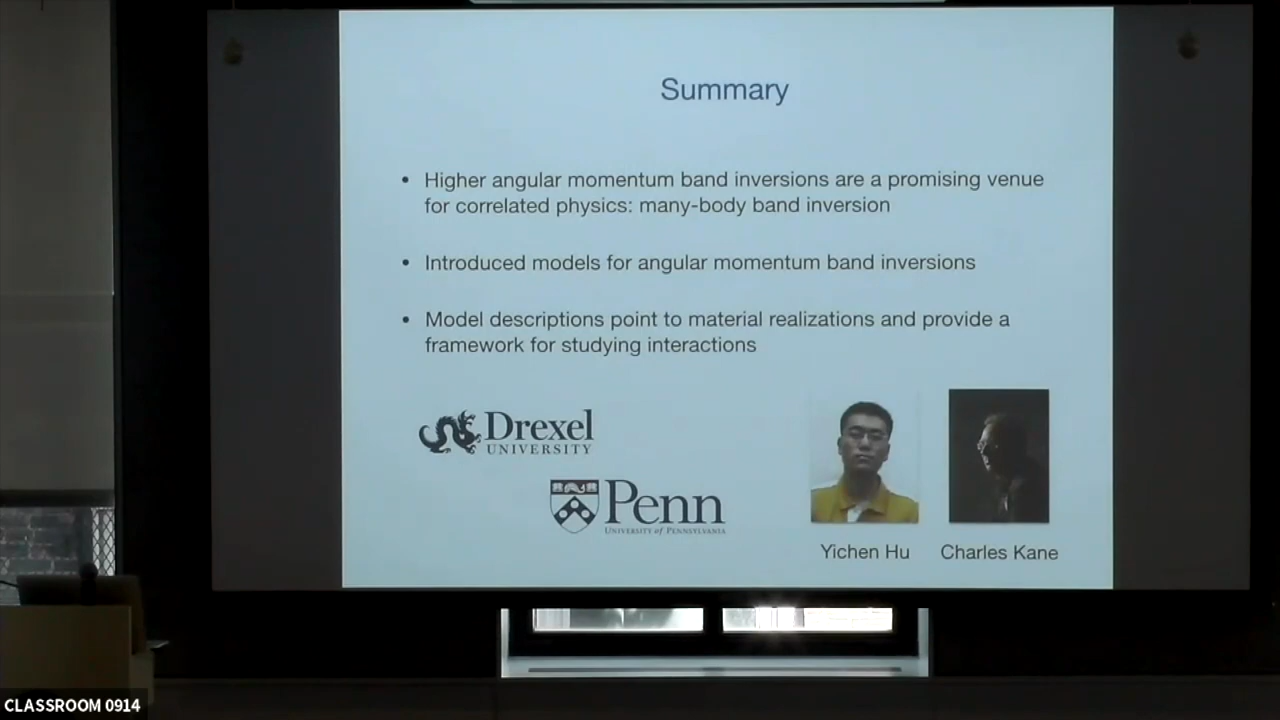 Summary
• Higher angular momentum band inversions are a promising venue
for correlated physics: many-body band inversion
• Introduced models for angular momentum band inversions
• Model descriptions point to material realizations and provide a
framework for studying interactions
Drexel
UNIVERSITY
Penn
UNIVERSITY of PENNSYLVANIA
Yichen Hu
Charles Kane
CLASSROOM 0914